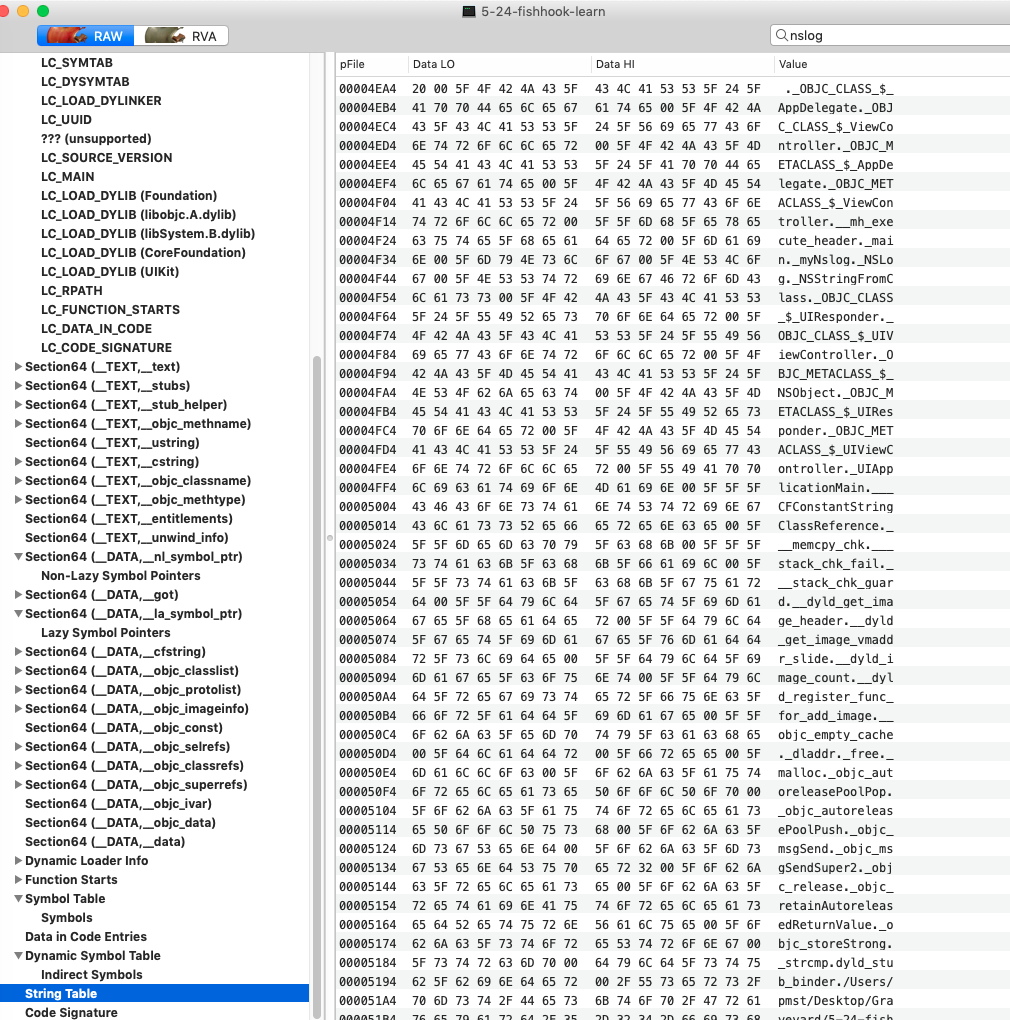 5-24-fishhook-learn
RAW
RVA
nslog
LC_SYMTAB
LC_DYSYMTAB
LC_LOAD_DYLINKER
LC_UUID
??? (unsupported)
LC_SOURCE_VERSION
LC_MAIN
LC_LOAD_DYLIB (Foundation)
LC_LOAD_DYLIB (libobjc.A.dylib)
LC_LOAD_DYLIB (libSystem.B.dylib)
LC_LOAD_DYLIB (CoreFoundation)
LC_LOAD_DYLIB (UIKit)
LC_RPATH
LC_FUNCTION_STARTS
LC_DATA_IN_CODE
LC_CODE_SIGNATURE
Section64 (__TEXT,__text)
Section64 (__TEXT,__stubs)
Section64 (__TEXT,__stub_helper)
Section64 (__TEXT,__objc_methname)
Section64 (__TEXT,__ustring)
Section64 (__TEXT,__cstring)
Section64 (__TEXT,__objc_classname)
Section64 (__TEXT,__objc_methtype)
Section64 (__TEXT,__entitlements)
Section64 (__TEXT,__unwind_info)
Section64 (__DATA,__nl_symbol_ptr)
Non-Lazy Symbol Pointers
Section64 (__DATA,__got)
Section64 (__DATA,__la_symbol_ptr)
Lazy Symbol Pointers
Section64 (__DATA,__cfstring)
Section64 (__DATA,__objc_classlist)
Section64 (__DATA,__objc_protolist)
Section64 (__DATA,__objc_imageinfo)
Section64 (__DATA,__objc_const)
Section64 (__DATA,__objc_selrefs)
Section64 (__DATA,__objc_classrefs)
Section64 (__DATA,__objc_superrefs)
Section64 (__DATA,__objc_ivar)
Section64 (__DATA,__objc_data)
Section64 (__DATA,__data)
Dynamic Loader Info
Function Starts
Symbol Table
Symbols
Data in Code Entries
Dynamic Symbol Table
Indirect Symbols
String Table
Code Signature
pFile Data LO Data HI Value
00004EA4 20 00 5F 4F 42 4A 43 5F 43 4C 41 53 53 5F 24 5F ._OBJC_CLASS_$_
00004EB4 41 70 70 44 65 6C 65 67 61 74 65 00 5F 4F 42 4A AppDelegate._OBJ
00004EC4 43 5F 43 4C 41 53 53 5F 24 5F 56 69 65 77 43 6F C_CLASS_$_ViewCo
00004ED4 6E 74 72 6F 6C 6C 65 72 00 5F 4F 42 4A 43 5F 4D ntroller._OBJC_M
00004EE4 45 54 41 43 4C 41 53 53 5F 24 5F 41 70 70 44 65 ETACLASS_$_AppDe
00004EF4 6C 65 67 61 74 65 00 5F 4F 42 4A 43 5F 4D 45 54 legate._OBJC_MET
00004F04 41 43 4C 41 53 53 5F 24 5F 56 69 65 77 43 6F 6E ACLASS_$_ViewCon
00004F14 74 72 6F 6C 6C 65 72 00 5F 5F 6D 68 5F 65 78 65 troller.__mh_exe
00004F24 63 75 74 65 5F 68 65 61 64 65 72 00 5F 6D 61 69 cute_header._mai
00004F34 6E 00 5F 6D 79 4E 73 6C 6F 67 00 5F 4E 53 4C 6F n._myNslog._NSLo
00004F44 67 00 5F 4E 53 53 74 72 69 6E 67 46 72 6F 6D 43 g._NSStringFromC
00004F54 6C 61 73 73 00 5F 4F 42 4A 43 5F 43 4C 41 53 53 lass._OBJC_CLASS
00004F64 5F 24 5F 55 49 52 65 73 70 6F 6E 64 65 72 00 5F _$_UIResponder._
00004F74 4F 42 4A 43 5F 43 4C 41 53 53 5F 24 5F 55 49 56 OBJC_CLASS_$_UIV
00004F84 69 65 77 43 6F 6E 74 72 6F 6C 6C 65 72 00 5F 4F iewController._O
00004F94 42 4A 43 5F 4D 45 54 41 43 4C 41 53 53 5F 24 5F BJC_METACLASS_$_
00004FA4 4E 53 4F 62 6A 65 63 74 00 5F 4F 42 4A 43 5F 4D NSObject._OBJC_M
00004FB4 45 54 41 43 4C 41 53 53 5F 24 5F 55 49 52 65 73 ETACLASS_$_UIRes
00004FC4 70 6F 6E 64 65 72 00 5F 4F 42 4A 43 5F 4D 45 54 ponder._OBJC_MET
00004FD4 41 43 4C 41 53 53 5F 24 5F 55 49 56 69 65 77 43 ACLASS_$_UIViewC
00004FE4 6F 6E 74 72 6F 6C 6C 65 72 00 5F 55 49 41 70 70 ontroller._UIApp
00004FF4 6C 69 63 61 74 69 6F 6E 4D 61 69 6E 00 5F 5F 5F licationMain.___
00005004 43 46 43 6F 6E 73 74 61 6E 74 53 74 72 69 6E 67 CFConstantString
00005014 43 6C 61 73 73 52 65 66 65 72 65 6E 63 65 00 5F ClassReference._
00005024 5F 5F 6D 65 6D 63 70 79 5F 63 68 6B 00 5F 5F 5F __memcpy_chk.___
00005034 73 74 61 63 6B 5F 63 68 6B 5F 66 61 69 6C 00 5F stack_chk_fail._
00005044 5F 5F 73 74 61 63 6B 5F 63 68 6B 5F 67 75 61 72 __stack_chk_guar
00005054 64 00 5F 5F 64 79 6C 64 5F 67 65 74 5F 69 6D 61 d.__dyld_get_ima
00005064 67 65 5F 68 65 61 64 65 72 00 5F 5F 64 79 6C 64 ge_header.__dyld
00005074 5F 67 65 74 5F 69 6D 61 67 65 5F 76 6D 61 64 64 _get_image_vmadd
00005084 72 5F 73 6C 69 64 65 00 5F 5F 64 79 6C 64 5F 69 r_slide.__dyld_i
00005094 6D 61 67 65 5F 63 6F 75 6E 74 00 5F 5F 64 79 6C mage_count.__dyl
000050A4 64 5F 72 65 67 69 73 74 65 72 5F 66 75 6E 63 5F d_register_func_
000050B4 66 6F 72 5F 61 64 64 5F 69 6D 61 67 65 00 5F 5F for_add_image.__
000050C4 6F 62 6A 63 5F 65 6D 70 74 79 5F 63 61 63 68 65 objc_empty_cache
000050D4 00 5F 64 6C 61 64 64 72 00 5F 66 72 65 65 00 5F ._dladdr._free._
000050E4 6D 61 6C 6C 6F 63 00 5F 6F 62 6A 63 5F 61 75 74 malloc._objc_aut
000050F4 6F 72 65 6C 65 61 73 65 50 6F 6F 6C 50 6F 70 00 oreleasePoolPop.
00005104 5F 6F 62 6A 63 5F 61 75 74 6F 72 65 6C 65 61 73 _objc_autoreleas
00005114 65 50 6F 6F 6C 50 75 73 68 00 5F 6F 62 6A 63 5F ePoolPush._objc_
00005124 6D 73 67 53 65 6E 64 00 5F 6F 62 6A 63 5F 6D 73 msgSend._objc_ms
00005134 67 53 65 6E 64 53 75 70 65 72 32 00 5F 6F 62 6A gSendSuper2._obj
00005144 63 5F 72 65 6C 65 61 73 65 00 5F 6F 62 6A 63 5F c_release._objc_
00005154 72 65 74 61 69 6E 41 75 74 6F 72 65 6C 65 61 73 retainAutoreleas
00005164 65 64 52 65 74 75 72 6E 56 61 6C 75 65 00 5F 6F edReturnValue._o
00005174 62 6A 63 5F 73 74 6F 72 65 53 74 72 6F 6E 67 00 bjc_storeStrong.
00005184 5F 73 74 72 63 6D 70 00 64 79 6C 64 5F 73 74 75 _strcmp.dyld_stu
00005194 62 5F 62 69 6E 64 65 72 00 2F 55 73 65 72 73 2F b_binder./Users/
000051A4 70 6D 73 74 2F 44 65 73 6B 74 6F 70 2F 47 72 61 pmst/Desktop/Gra
000051B4 76 65 79 61 72 64 2F 35 2D 32 34 2D 66 69 73 68 veyard/5-24-fish